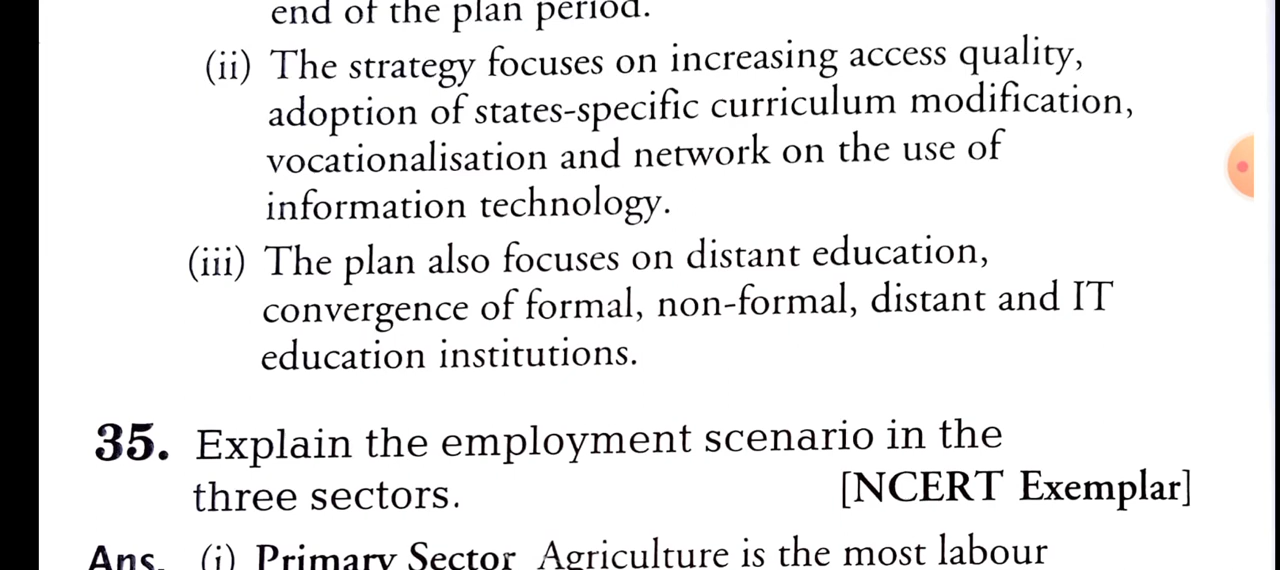 end of the plan period.
(ii) The strategy focuses on increasing access quality,
adoption of states-specific curriculum modification,
vocationalisation and network on the use of
information technology.
(iii) The plan also focuses on distant education,
convergence of formal, non-formal, distant and IT
education institutions.
35. Explain the employment scenario in the
three sectors. [NCERT Exemplar]
Ans. (i) Primary Sector Agriculture is the most labour